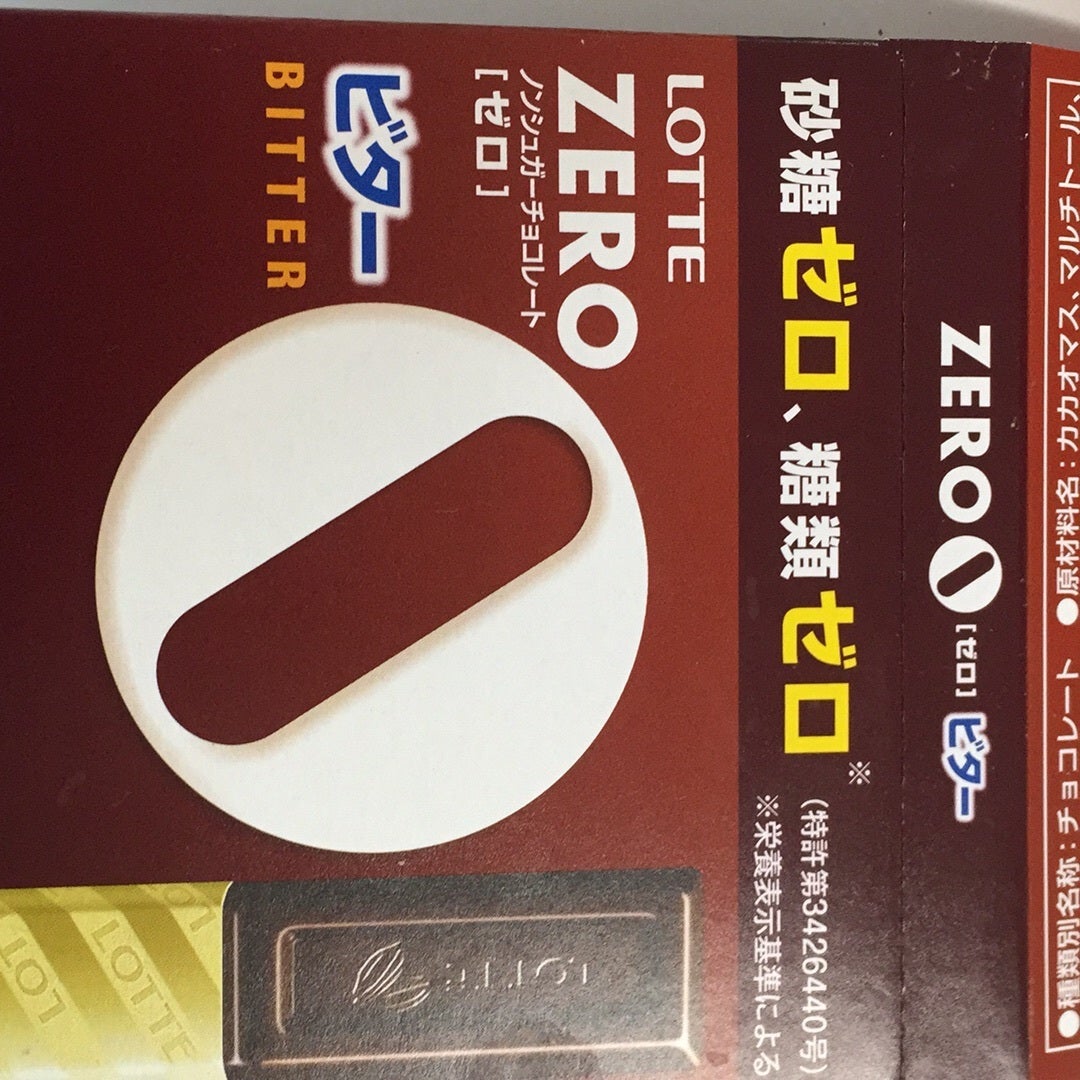 ●種類別名称：チョコレート ●原材料名：カカオマス、マルチトール、
ZERO [ゼロ] ビター
砂糖ゼロ、糖類ゼロ※
（特許第3426440号）
※栄養表示基準による
LOTTE
ZERO
ノンシュガーチョコレート
[ゼロ]
ビター
BITTER
LOTTE
LOTTE
LOT